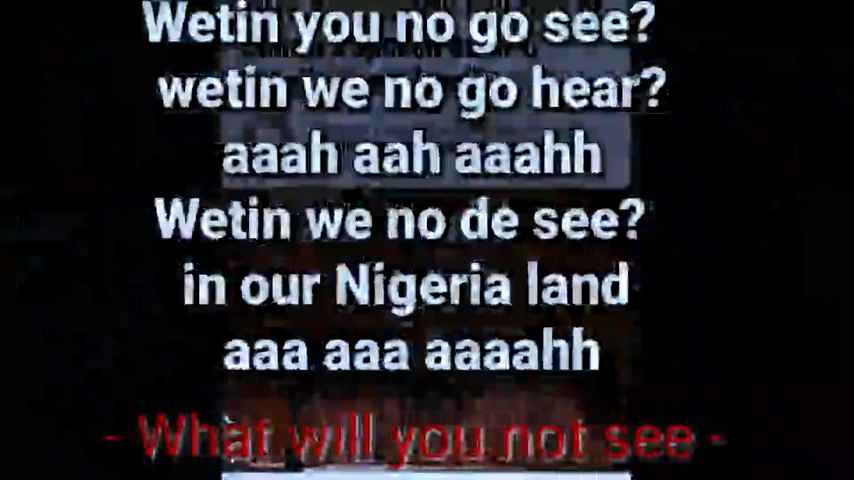 Wetin you no go see?
wetin we no go hear?
aaah aah aaahh
Wetin we no de see?
in our Nigeria land
aaa aaa aaaahh
- What will you not see -